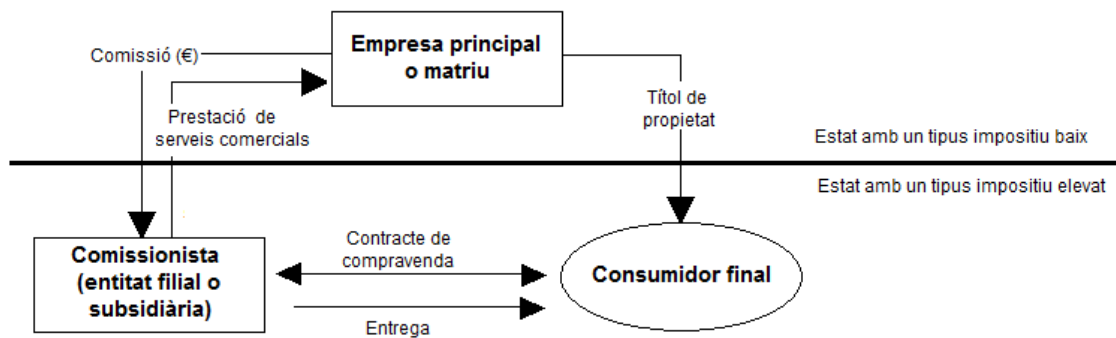 Comissió (€)
Empresa principal
o matriu
Prestació de
serveis comercials
Títol de
propietat
Estat amb un tipus impositiu baix
Estat amb un tipus impositiu elevat
Comissionista
(entitat filial o
subsidiària)
Contracte de
compravenda
Entrega
Consumidor final